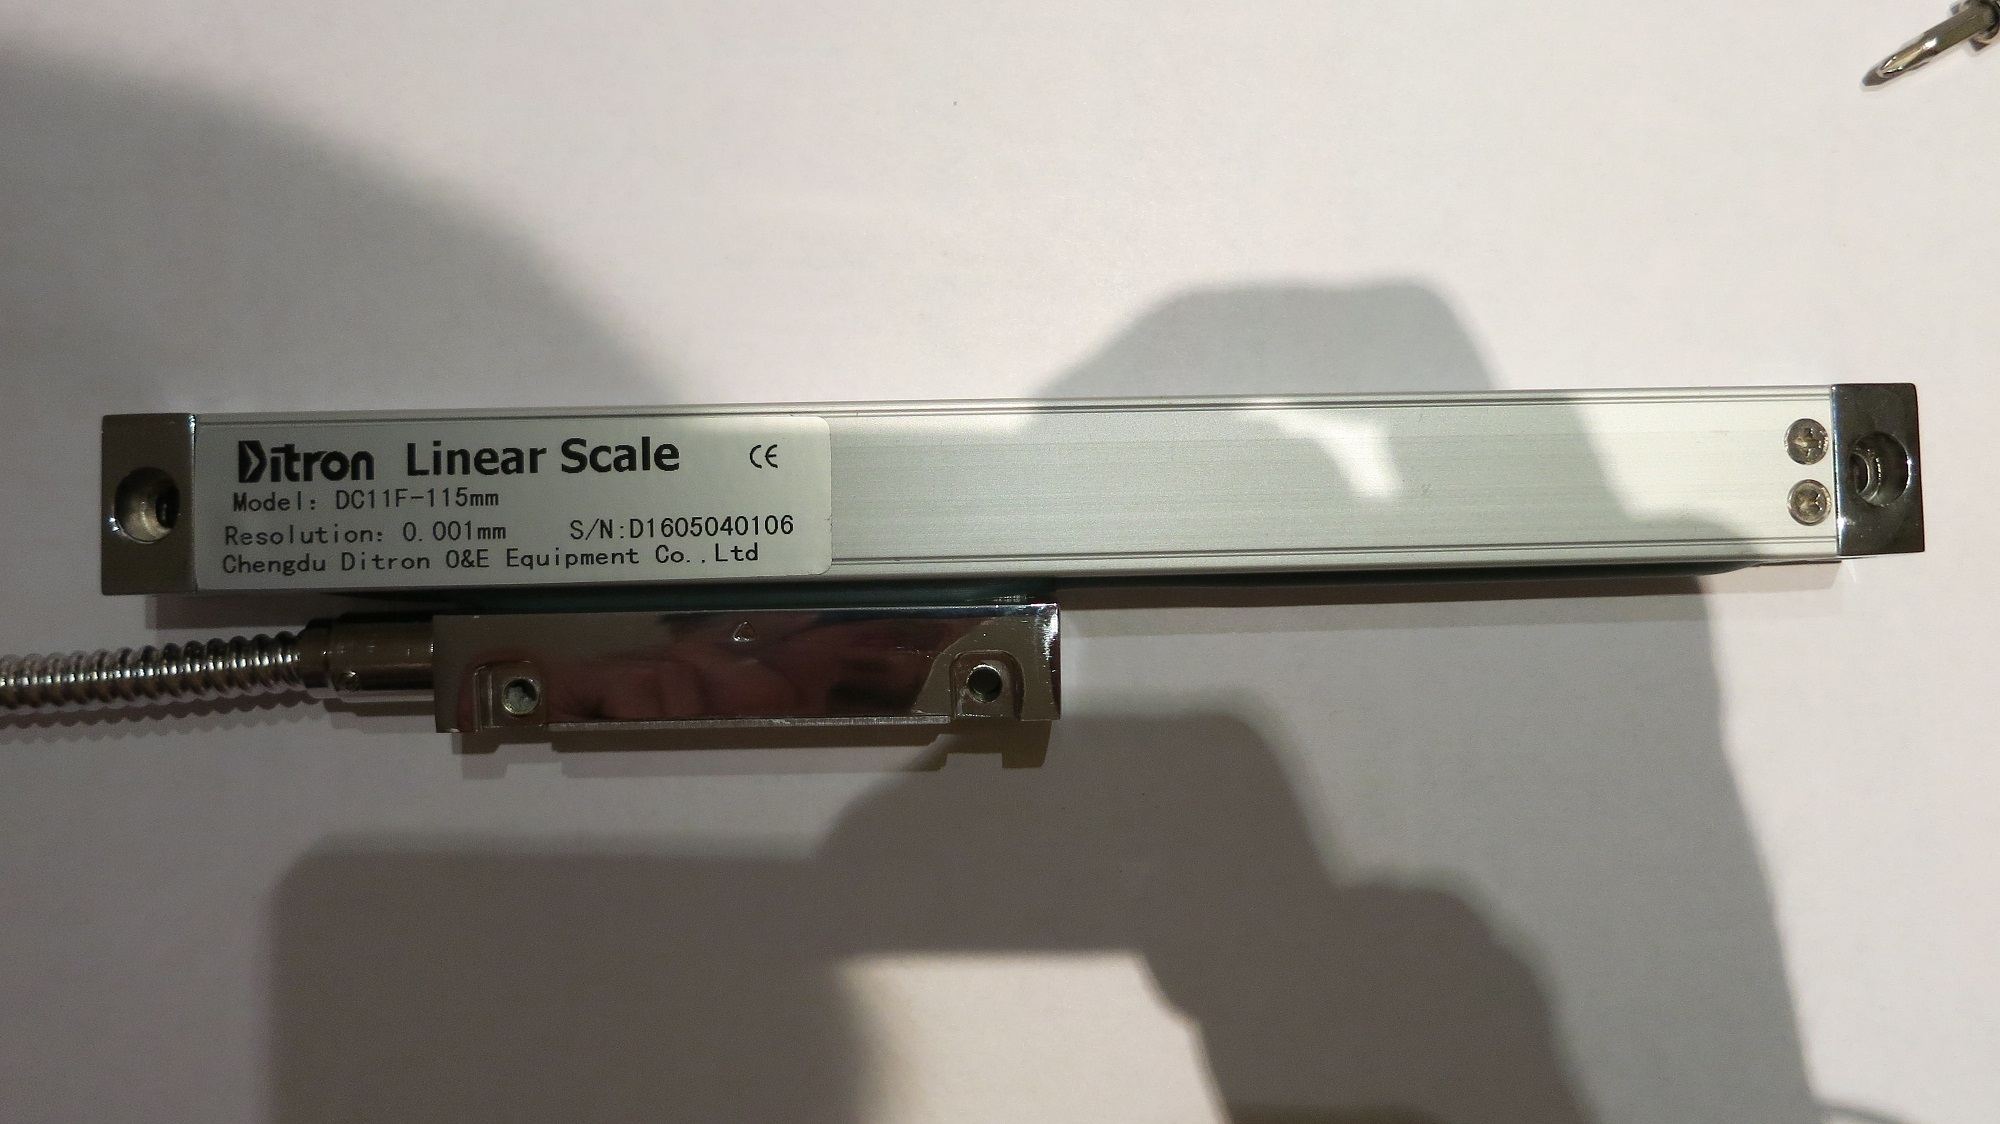 Ditron Linear Scale CE
Model: DC11F-115mm
Resolution: 0.001mm S/N:D1605040106
Chengdu Ditron O&E Equipment Co.,Ltd